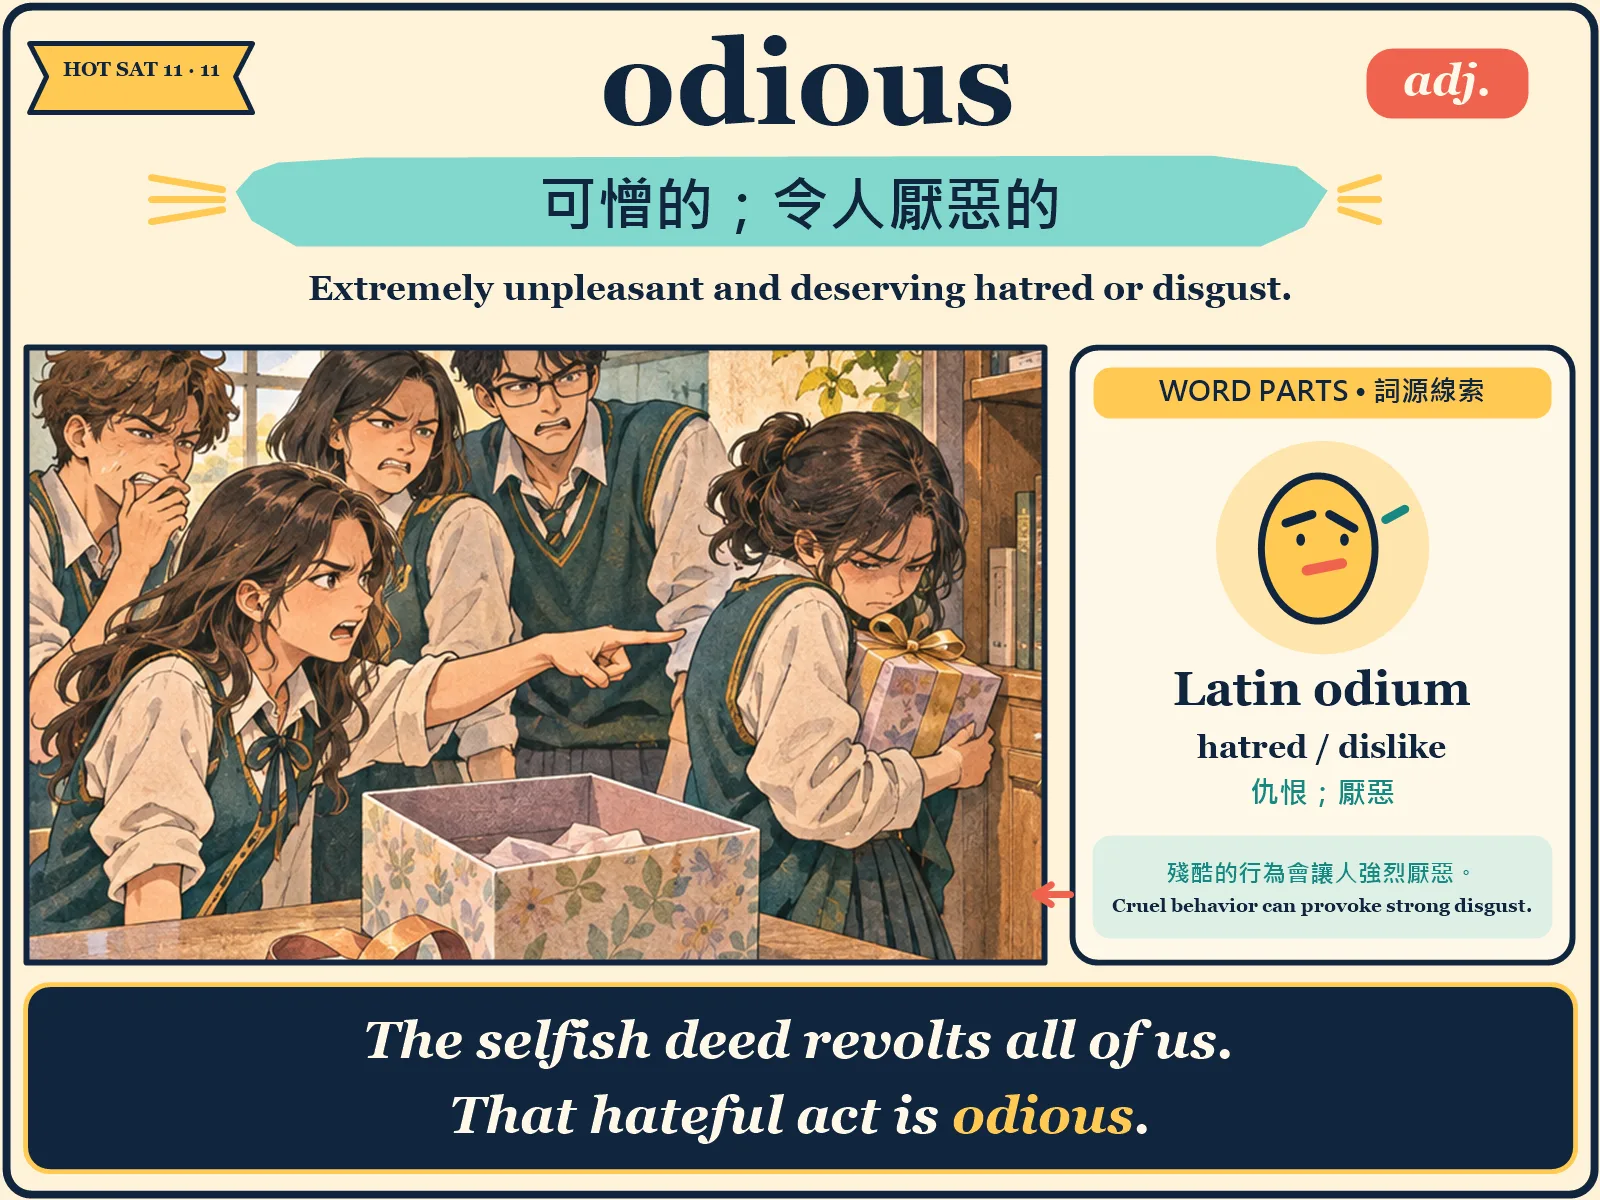 HOT SAT 11 · 11
odious
adj.
可憎的；令人厭惡的
Extremely unpleasant and deserving hatred or disgust.
WORD PARTS • 詞源線索
Latin odium
hatred / dislike
仇恨；厭惡
殘酷的行為會讓人強烈厭惡。
Cruel behavior can provoke strong disgust.
The selfish deed revolts all of us.
That hateful act is odious.